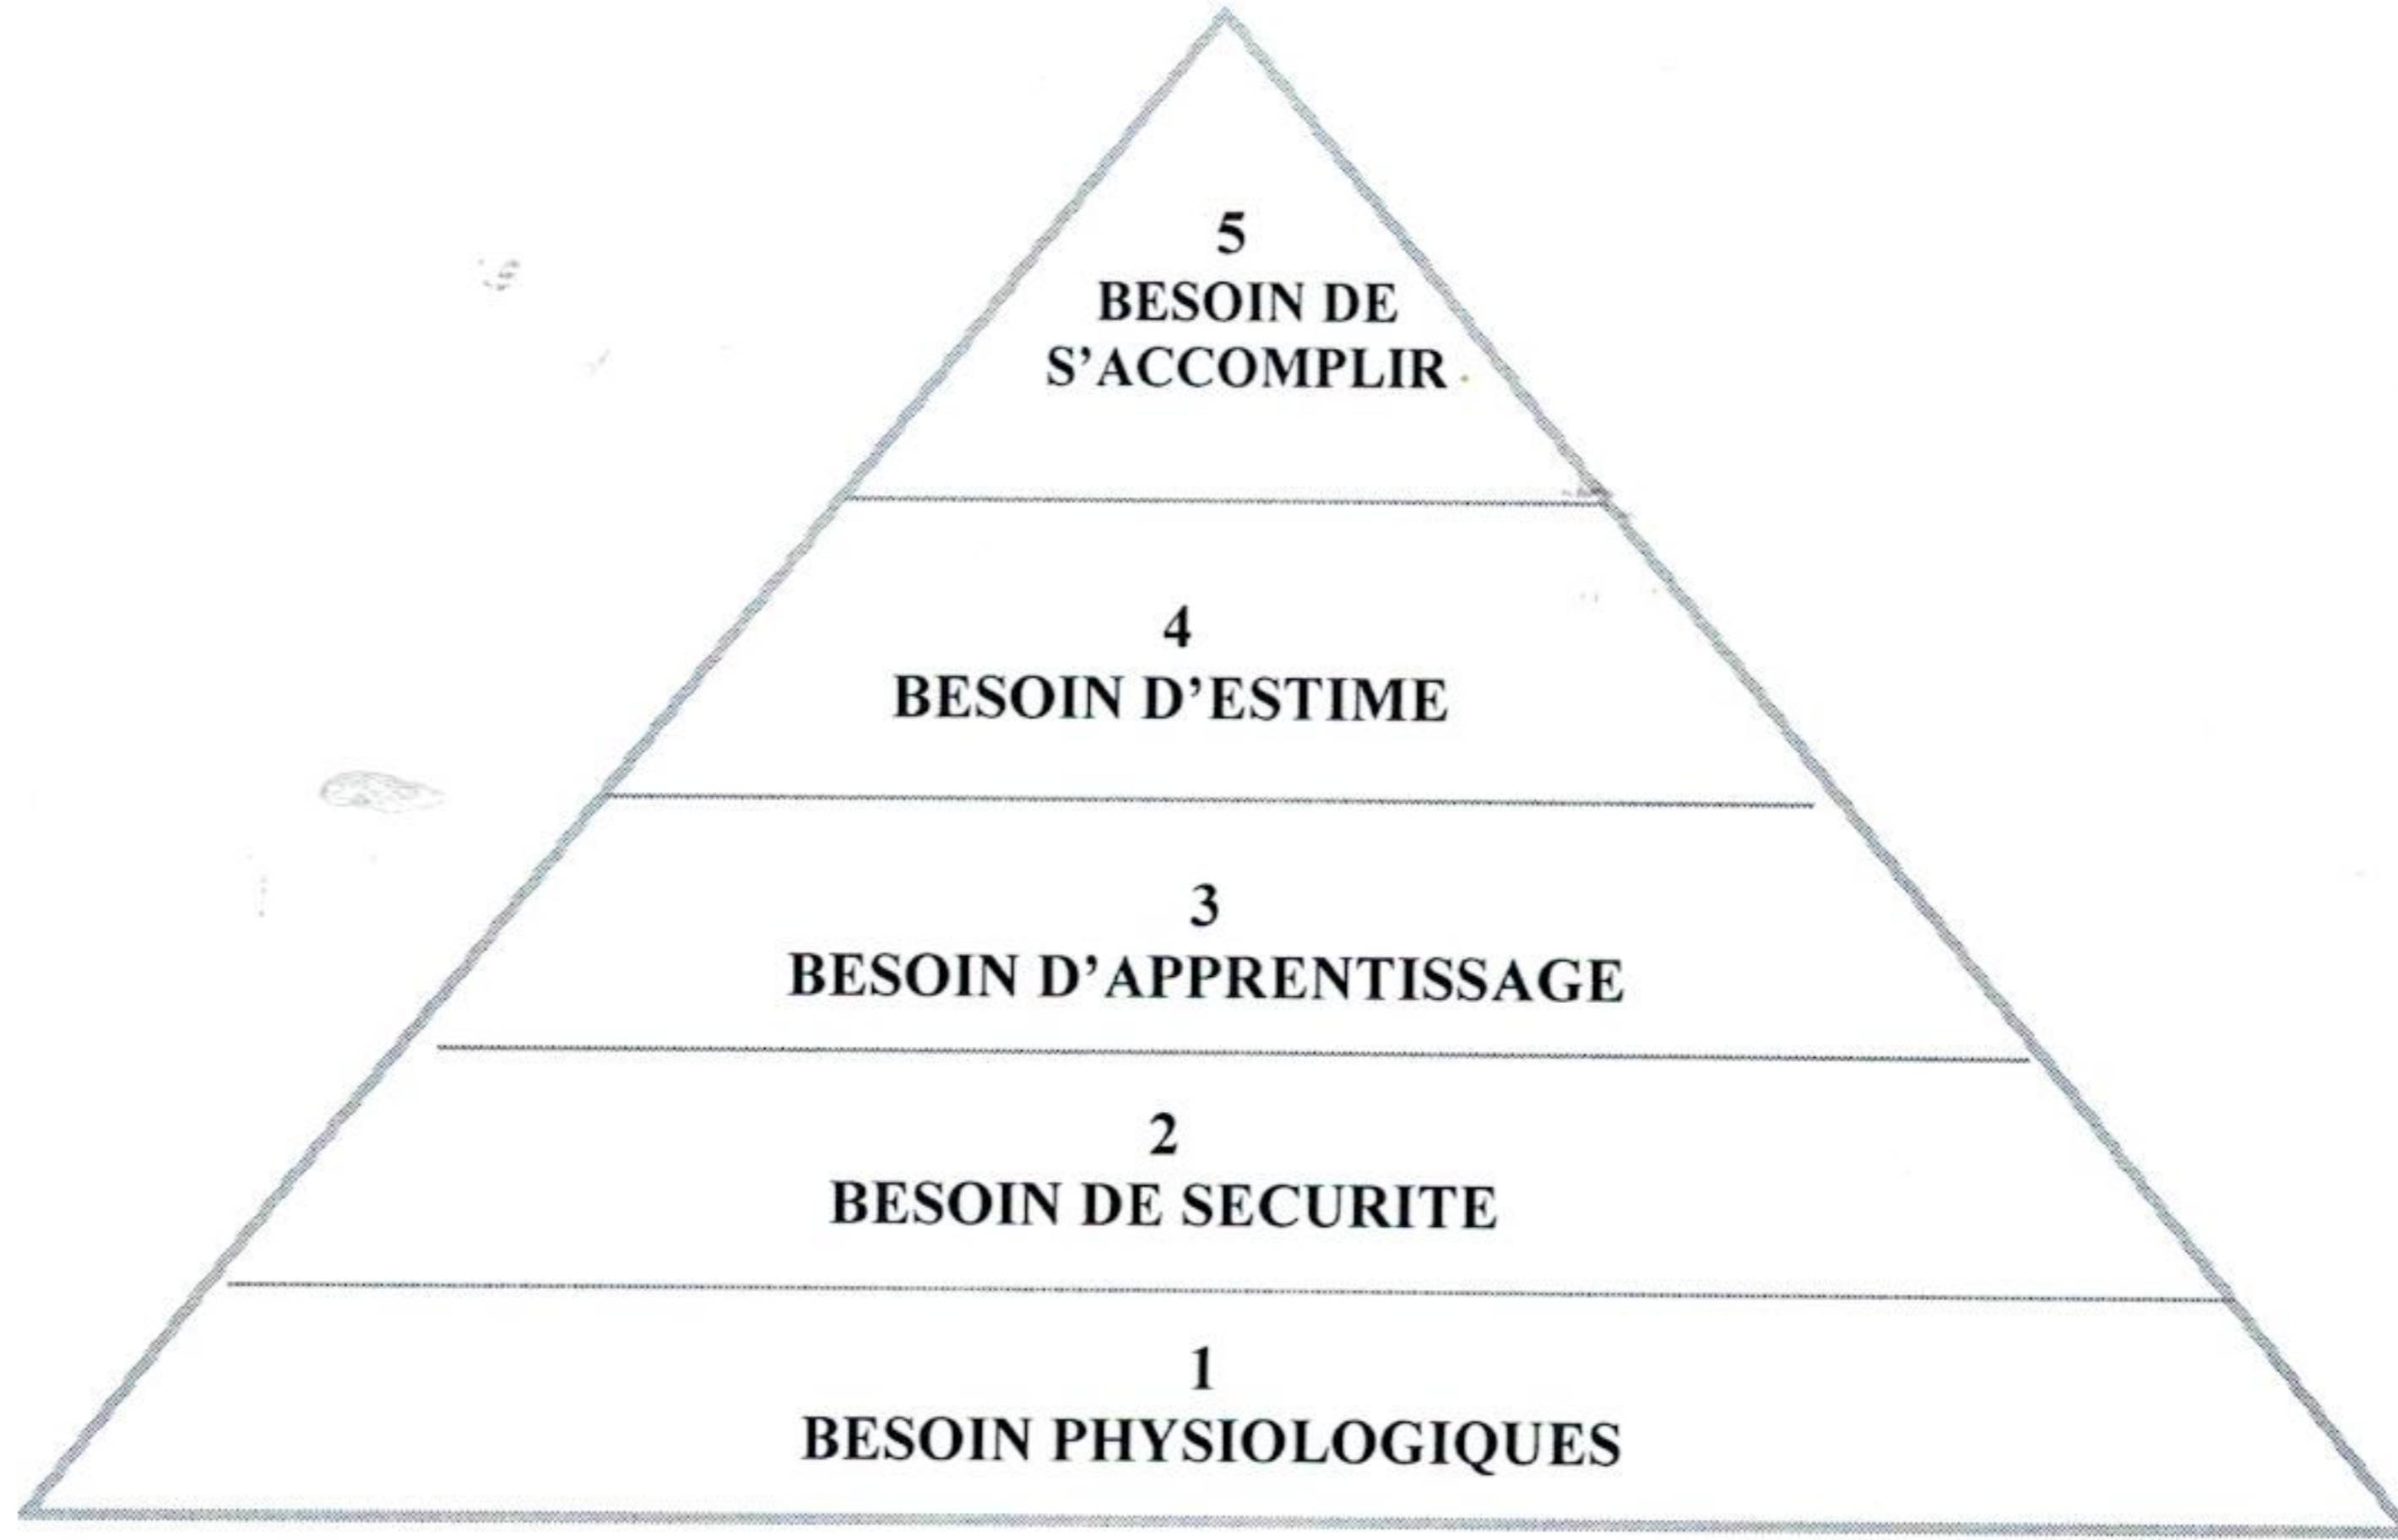 5
BESOIN DE
S’ACCOMPLIR
4
BESOIN D’ESTIME
3
BESOIN D’APPRENTISSAGE
2
BESOIN DE SECURITE
1
BESOIN PHYSIOLOGIQUES